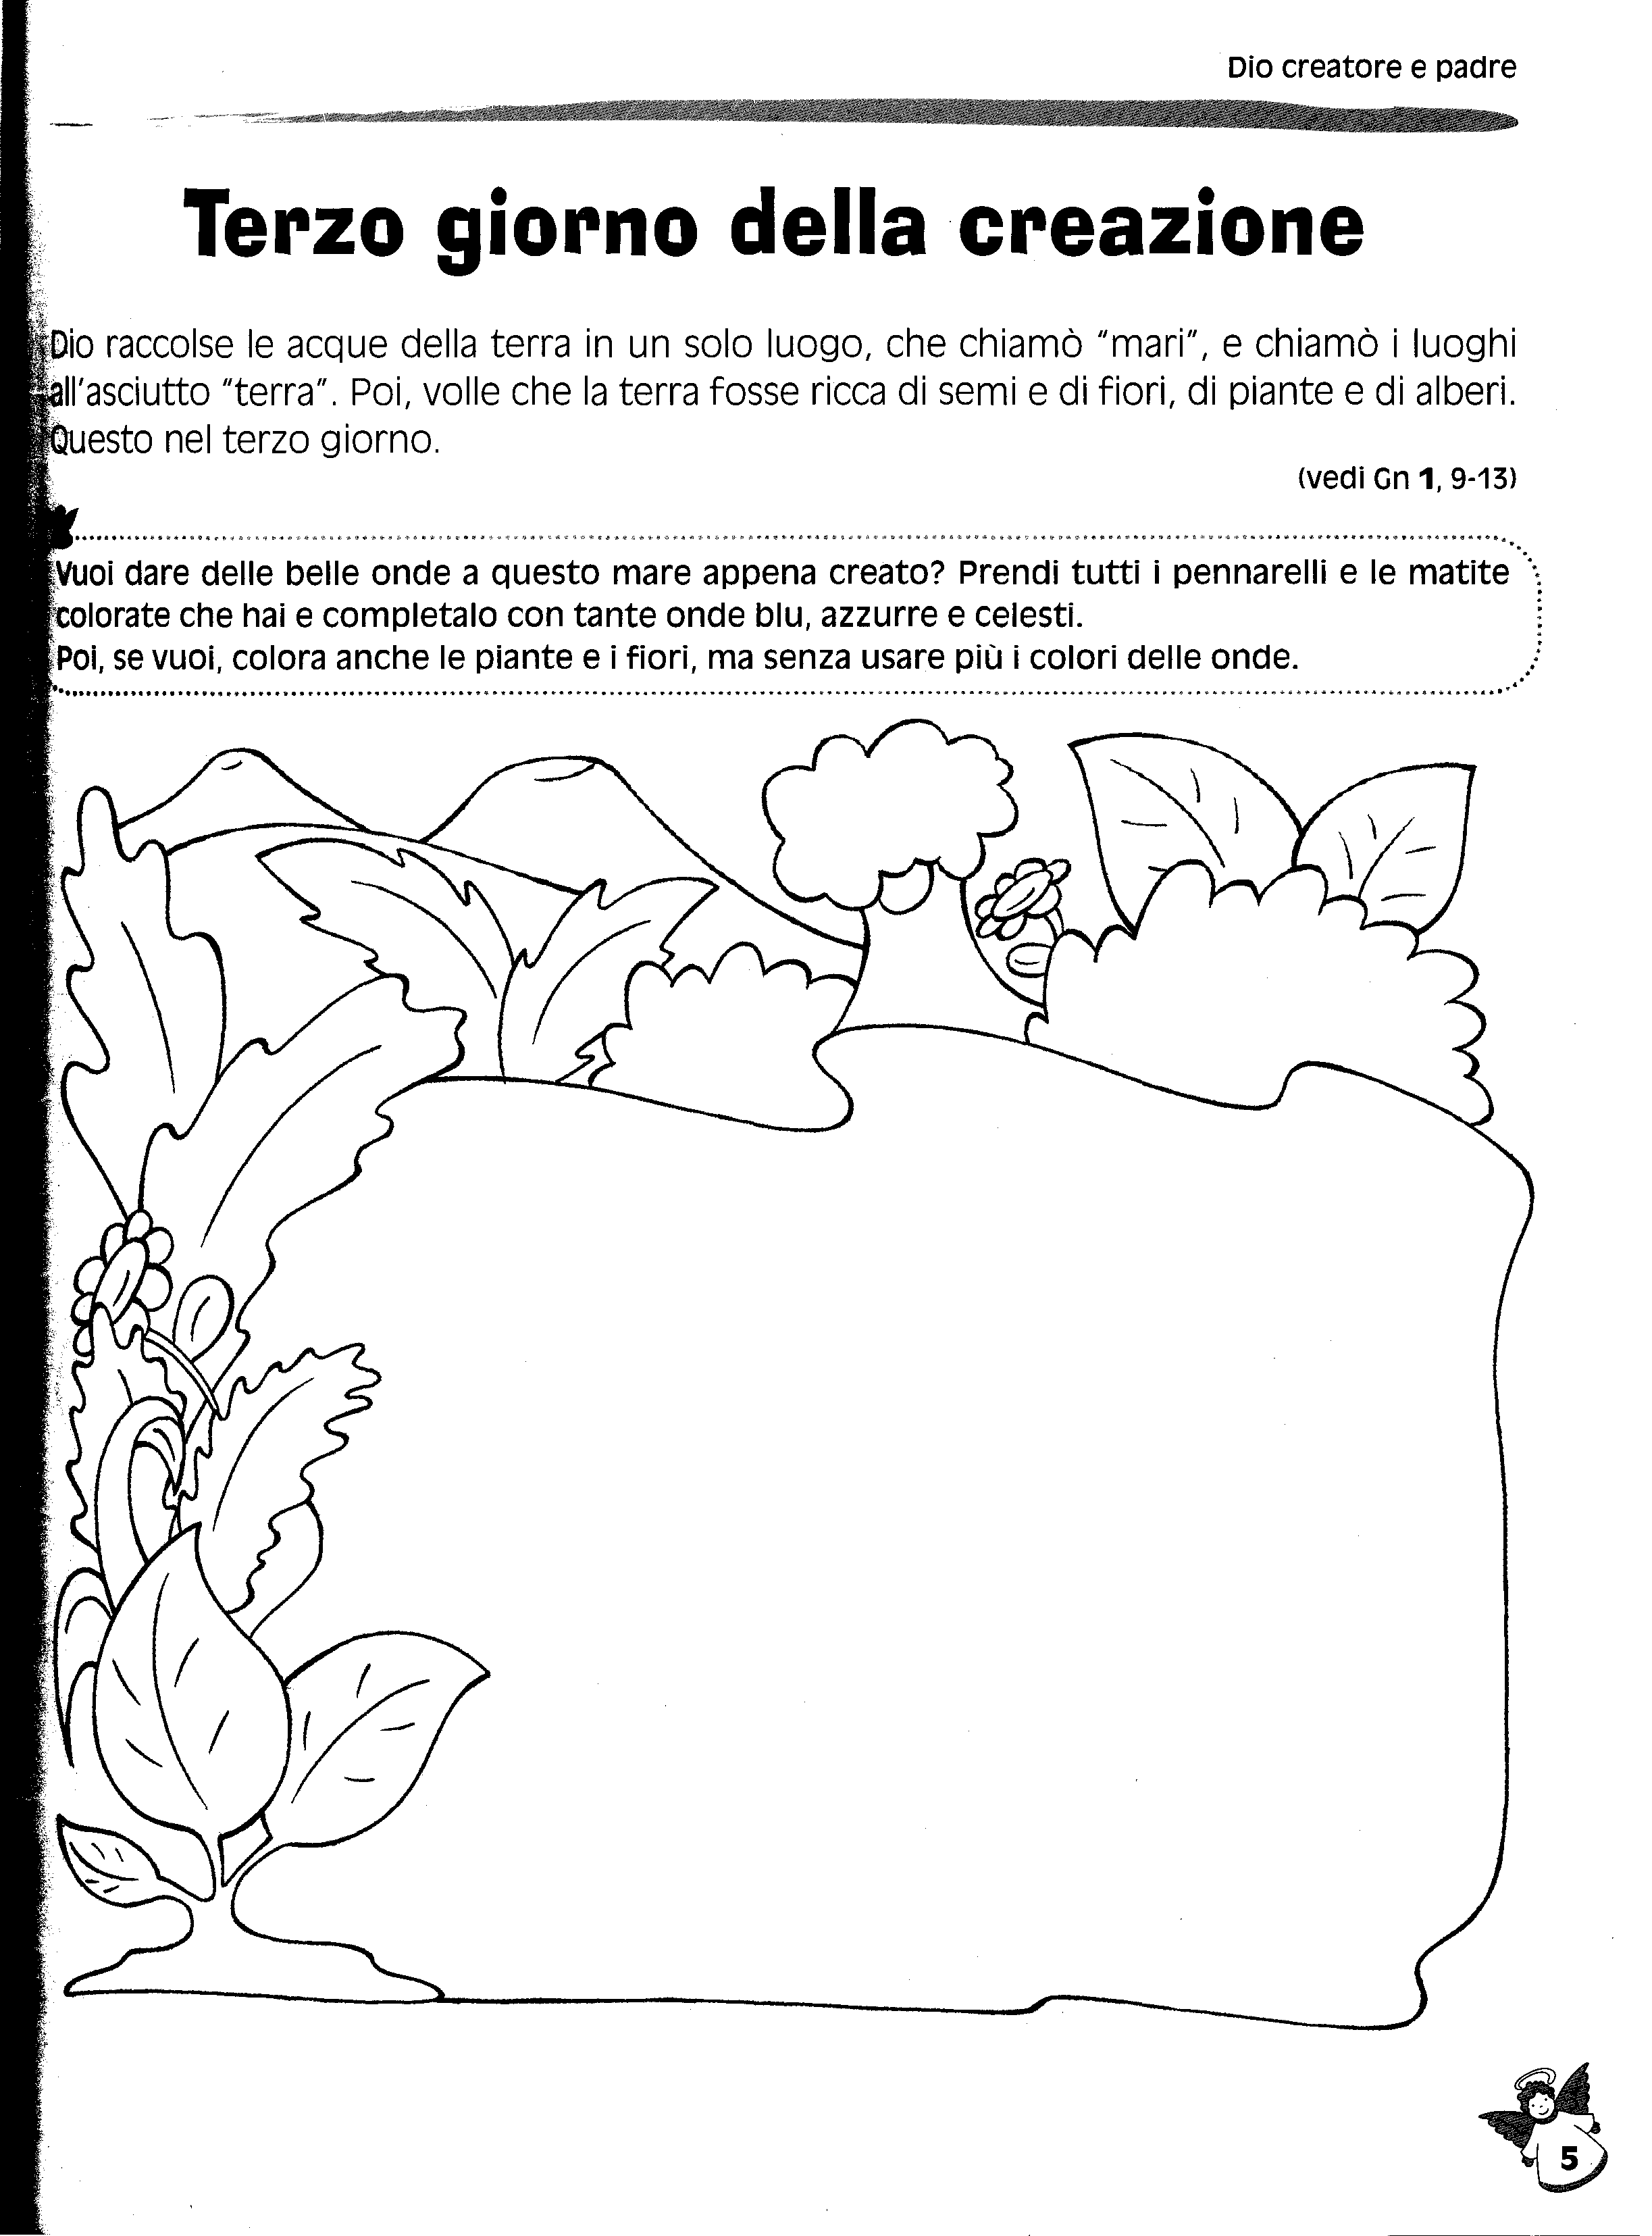 Dio creatore e padre
Terzo giorno della creazione
Dio raccolse le acque della terra in un solo luogo, che chiamò “mari”, e chiamò i luoghi
all’asciutto “terra”. Poi, volle che la terra fosse ricca di semi e di fiori, di piante e di alberi.
Questo nel terzo giorno.
(vedi Gn 1, 9-13)
Vuoi dare delle belle onde a questo mare appena creato? Prendi tutti i pennarelli e le matite
colorate che hai e completalo con tante onde blu, azzurre e celesti.
Poi, se vuoi, colora anche le piante e i fiori, ma senza usare più i colori delle onde.
5